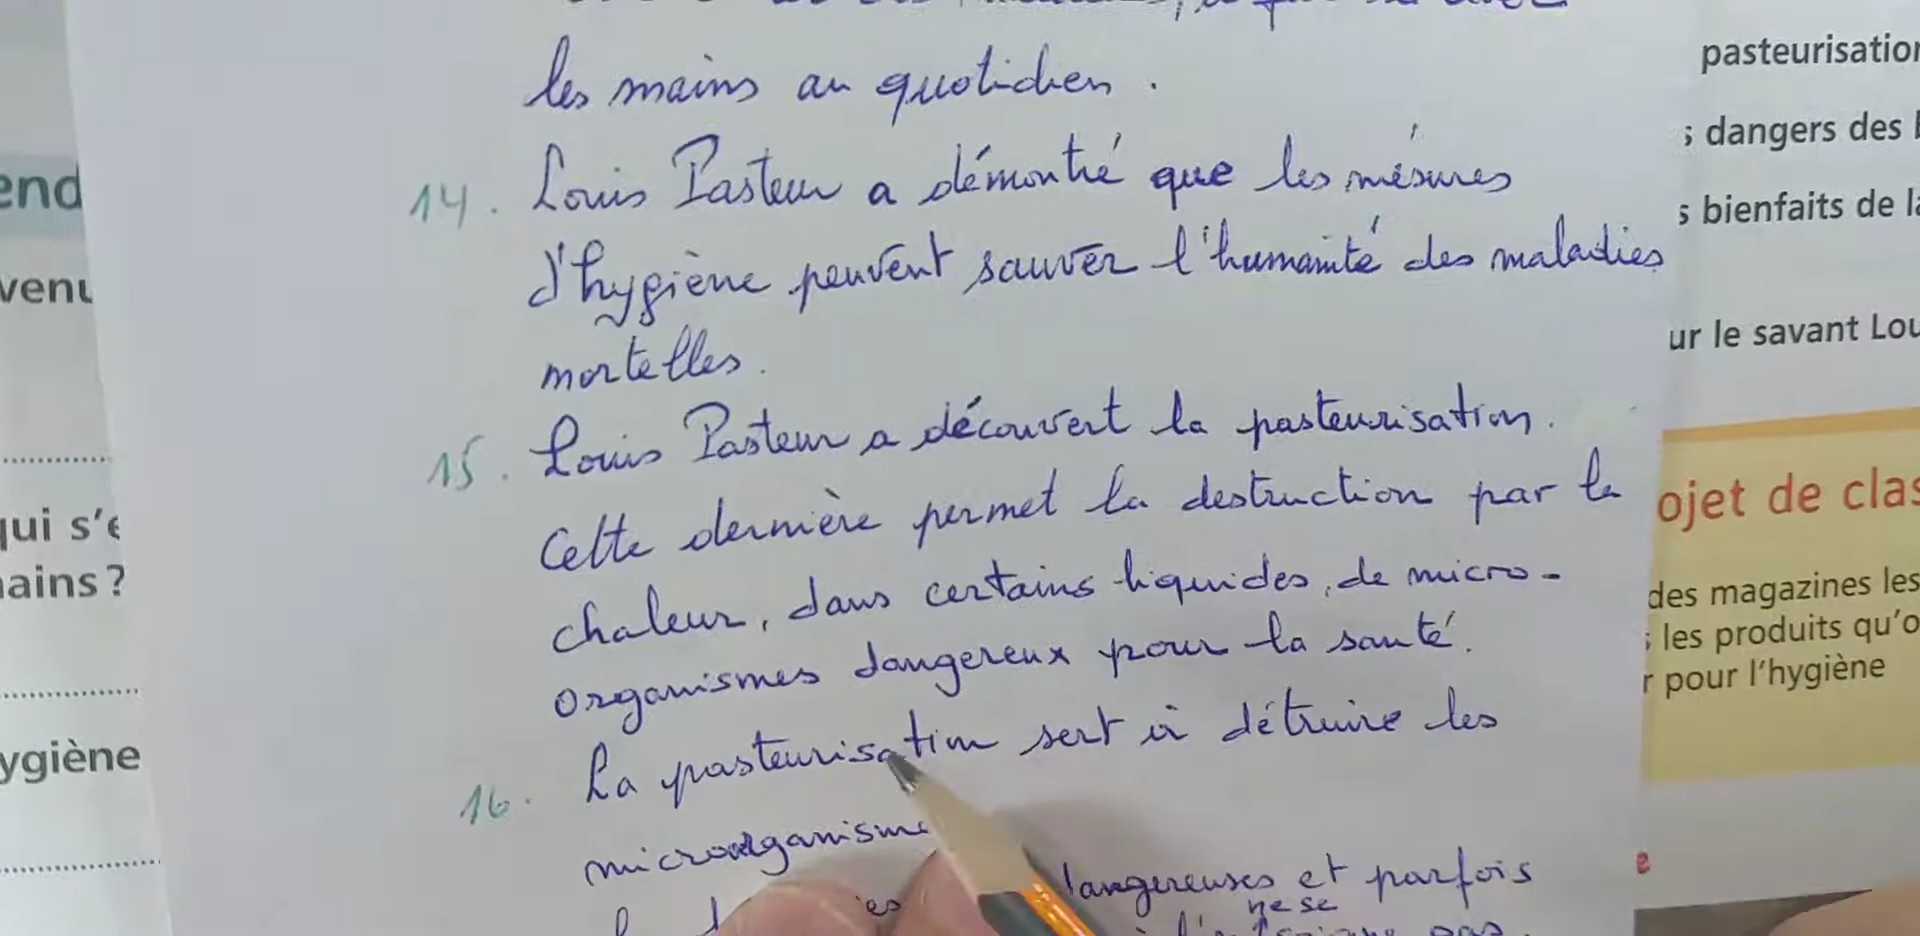 les mains au quotidien.
14. Louis Pasteur a démontré que les mésures
d'hygiène peuvent sauver l'humanité des maladies
mortelles.
15. Louis Pasteur a découvert la pasteurisation.
Cette dernière permet la destruction par la
chaleur, dans certains liquides, de micro-
organismes dangereux pour la santé.
16. La pasteurisation sert à détruire les
microorganisme
dangereuses et parfois
ne se
pas.
end
venu
qui s'e
mains ?
ygiène
pasteurisation
s dangers des
s bienfaits de la
ur le savant Lou
ojet de clas
des magazines les
les produits qu'o
r pour l'hygiène